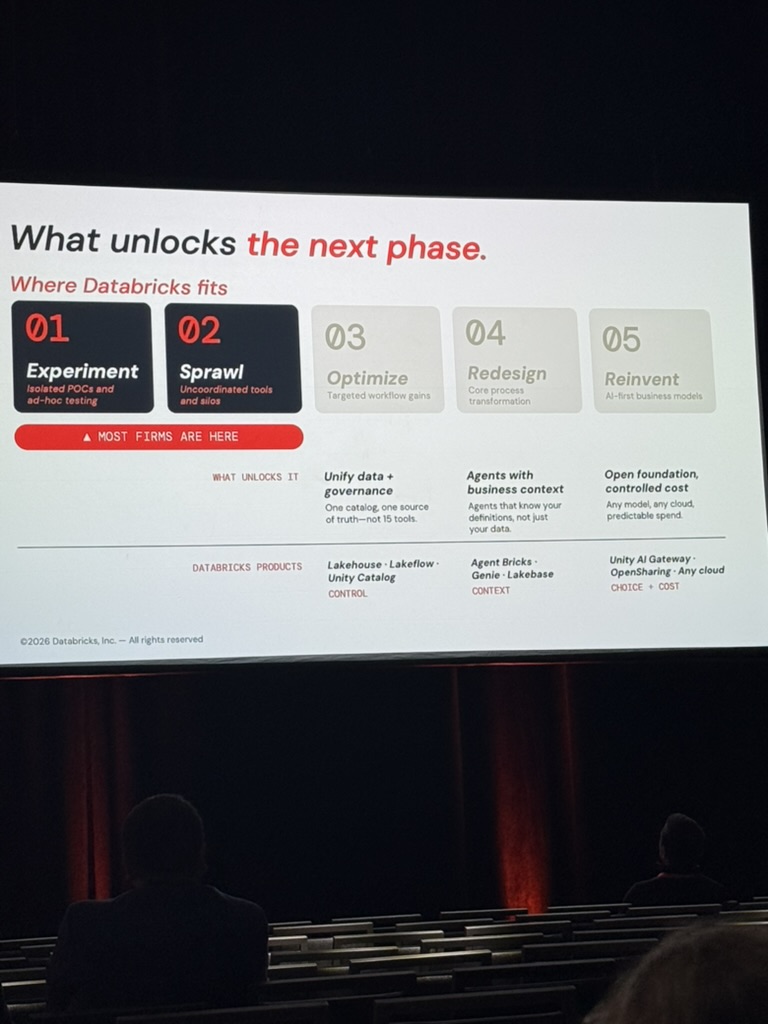 What unlocks the next phase.
Where Databricks fits
01
Experiment
Isolated POCs and
ad-hoc testing
02
Sprawl
Uncoordinated tools
and silos
03
Optimize
Targeted workflow gains
04
Redesign
Core process
transformation
05
Reinvent
AI-first business models
▲ MOST FIRMS ARE HERE
WHAT UNLOCKS IT
Unify data +
governance
One catalog, one source
of truth—not 15 tools.
Agents with
business context
Agents that know your
definitions, not just
your data.
Open foundation,
controlled cost
Any model, any cloud,
predictable spend.
DATABRICKS PRODUCTS
Lakehouse · Lakeflow ·
Unity Catalog
CONTROL
Agent Bricks ·
Genie · Lakebase
CONTEXT
Unity AI Gateway ·
OpenSharing · Any cloud
CHOICE + COST
©2026 Databricks, Inc. — All rights reserved